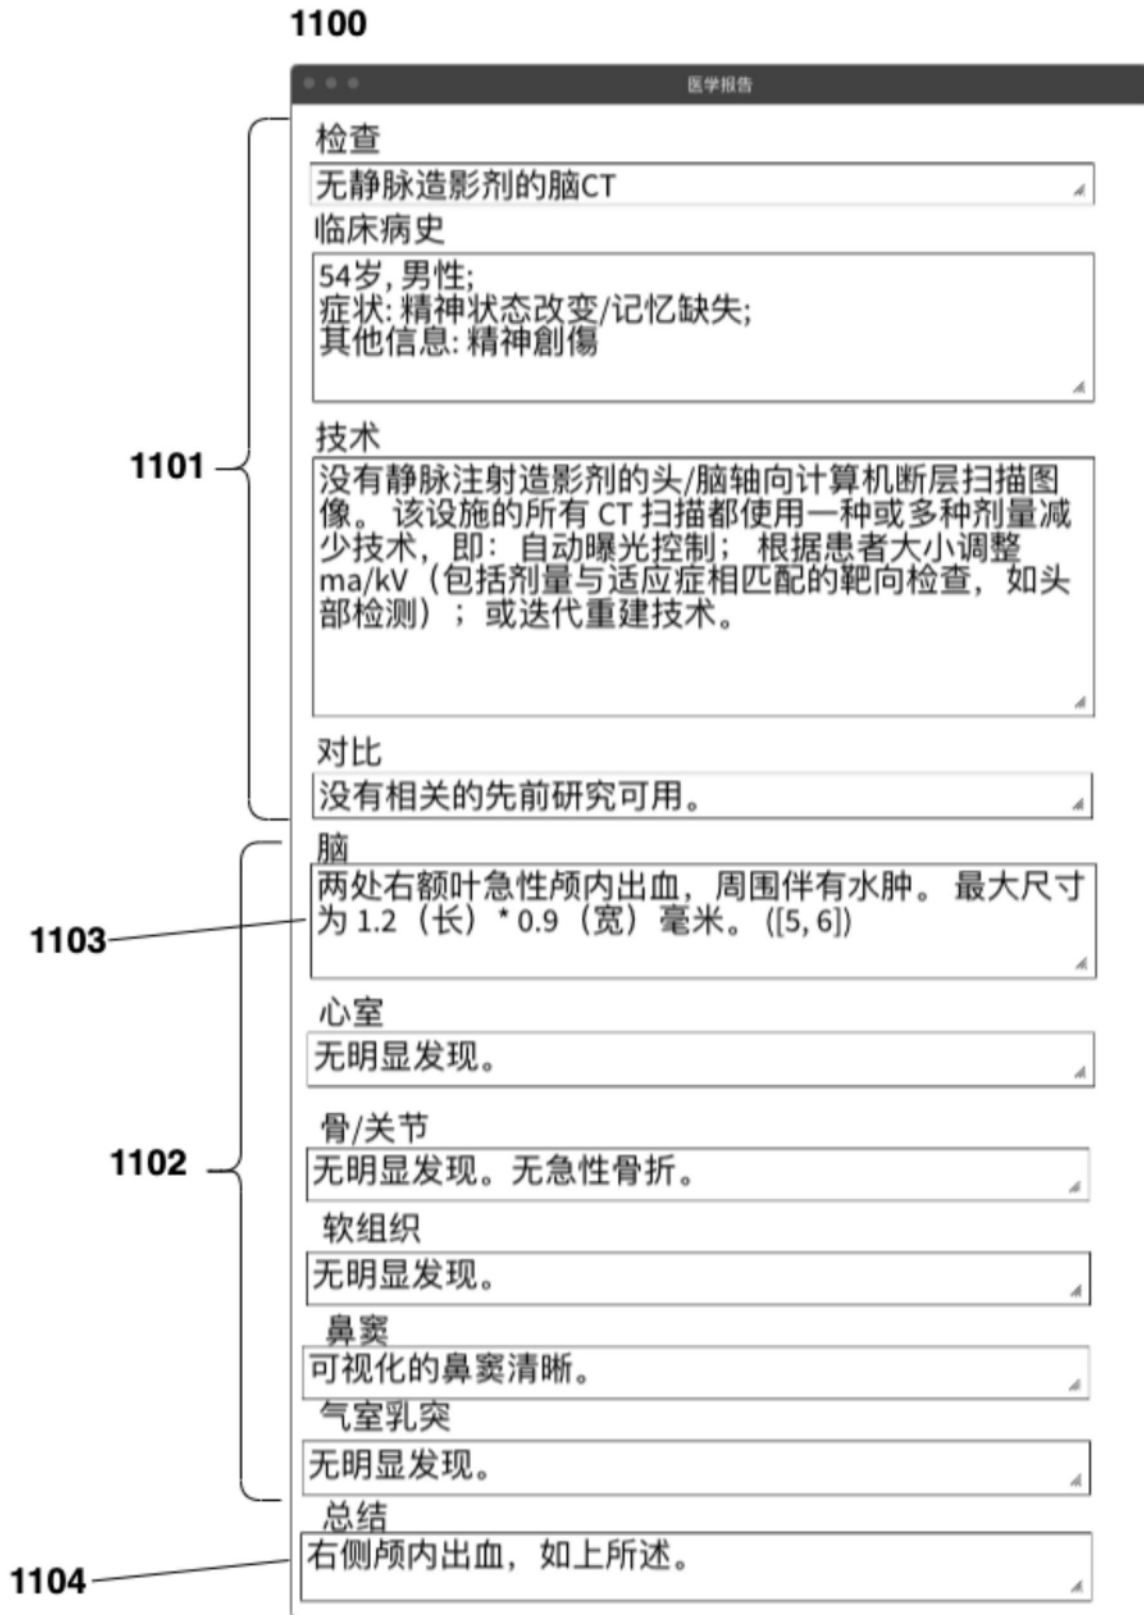 1100
医学报告
检查
无静脉造影剂的脑CT
临床病史
54岁, 男性;
症状: 精神状态改变/记忆缺失;
其他信息: 精神創傷
1101
技术
没有静脉注射造影剂的头/脑轴向计算机断层扫描图
像。 该设施的所有 CT 扫描都使用一种或多种剂量减
少技术，即： 自动曝光控制； 根据患者大小调整
ma/kV（包括剂量与适应症相匹配的靶向检查，如头
部检测）； 或迭代重建技术。
对比
没有相关的先前研究可用。
脑
两处右额叶急性颅内出血，周围伴有水肿。 最大尺寸
为 1.2（长）* 0.9（宽）毫米。 ([5, 6])
1103
心室
无明显发现。
1102
骨/关节
无明显发现。无急性骨折。
软组织
无明显发现。
鼻窦
可视化的鼻窦清晰。
气室乳突
无明显发现。
总结
右侧颅内出血，如上所述。
1104